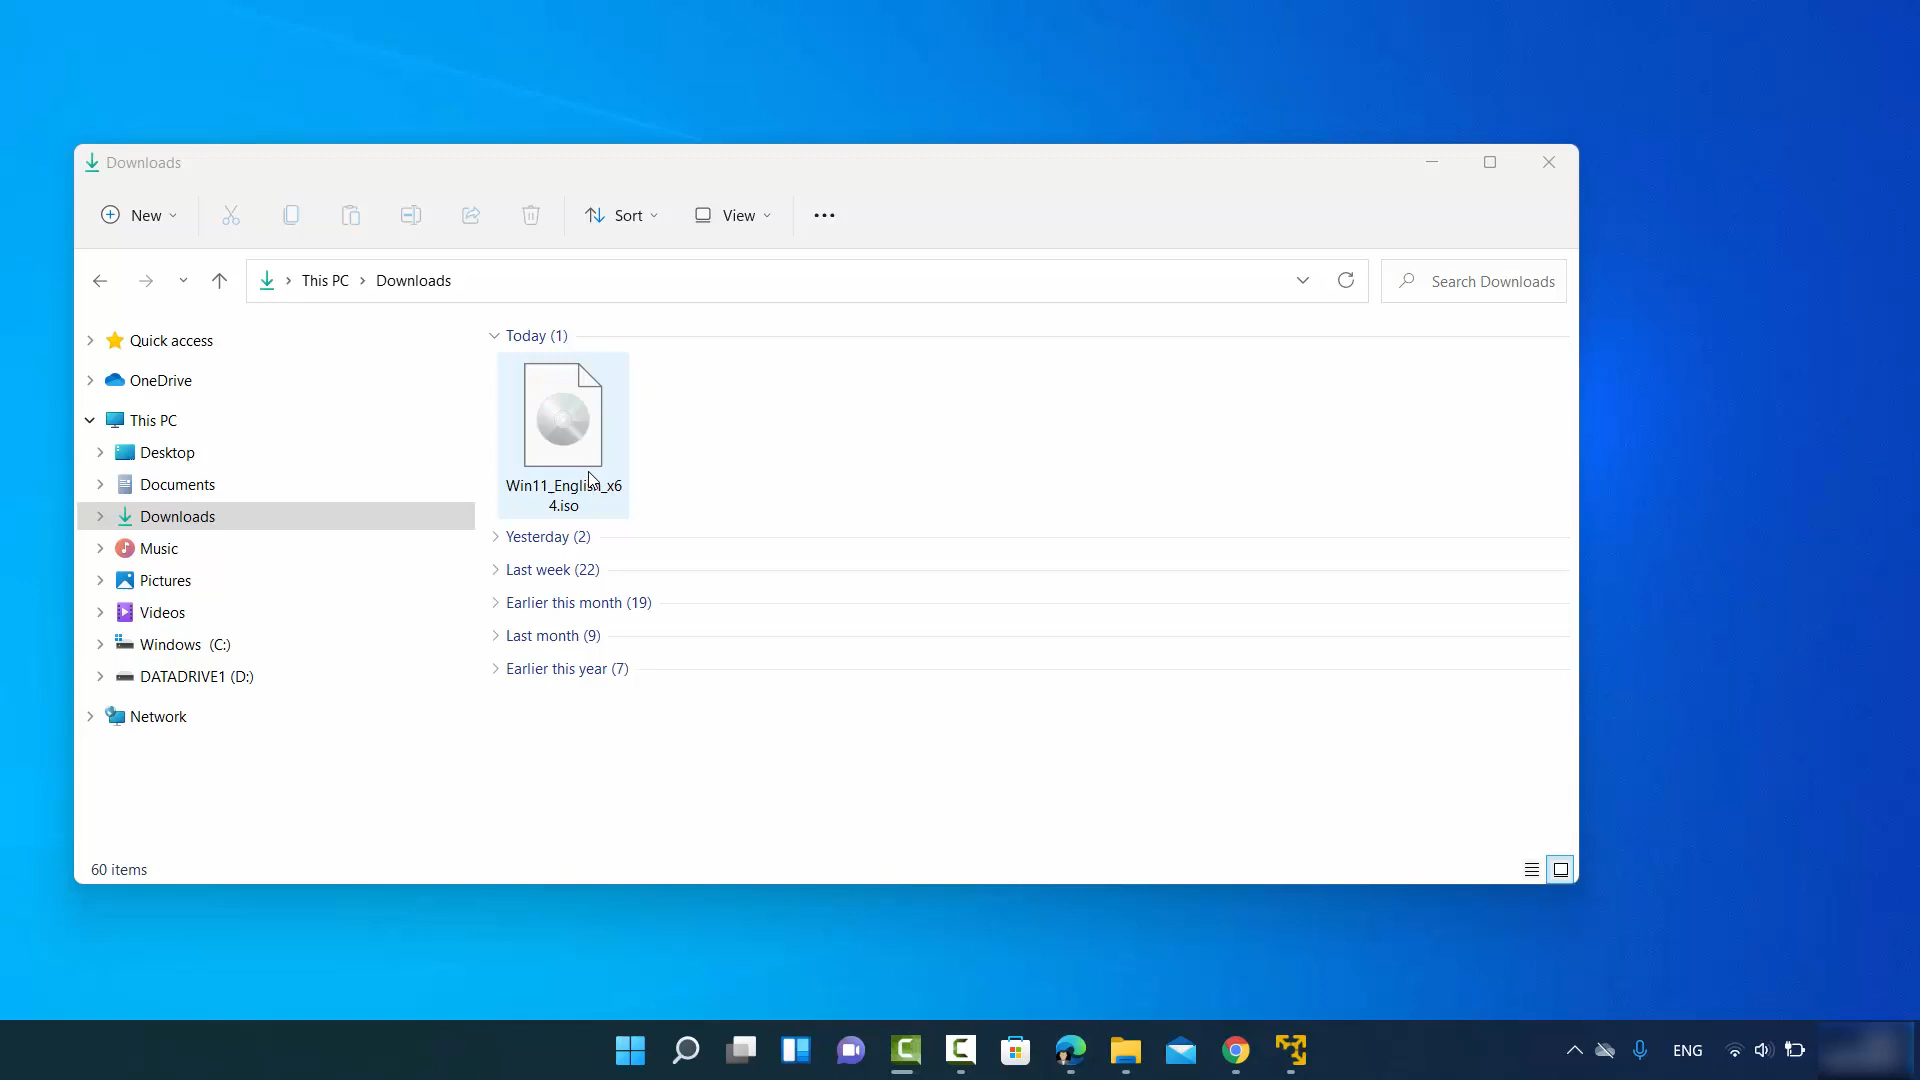 Downloads
New
Sort
View
This PC
Downloads
Search Downloads
Quick access
OneDrive
This PC
Desktop
Documents
Downloads
Music
Pictures
Videos
Windows (C:)
DATADRIVE1 (D:)
Network
Today (1)
Win11_English_x6
4.iso
Yesterday (2)
Last week (22)
Earlier this month (19)
Last month (9)
Earlier this year (7)
60 items
ENG